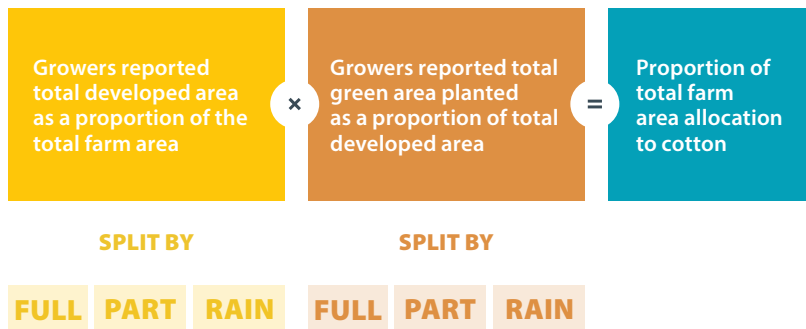 Growers reported
total developed area
as a proportion of the
total farm area
×
Growers reported total
green area planted
as a proportion of total
developed area
=
Proportion of
total farm
area allocation
to cotton
SPLIT BY
SPLIT BY
FULL PART RAIN
FULL PART RAIN